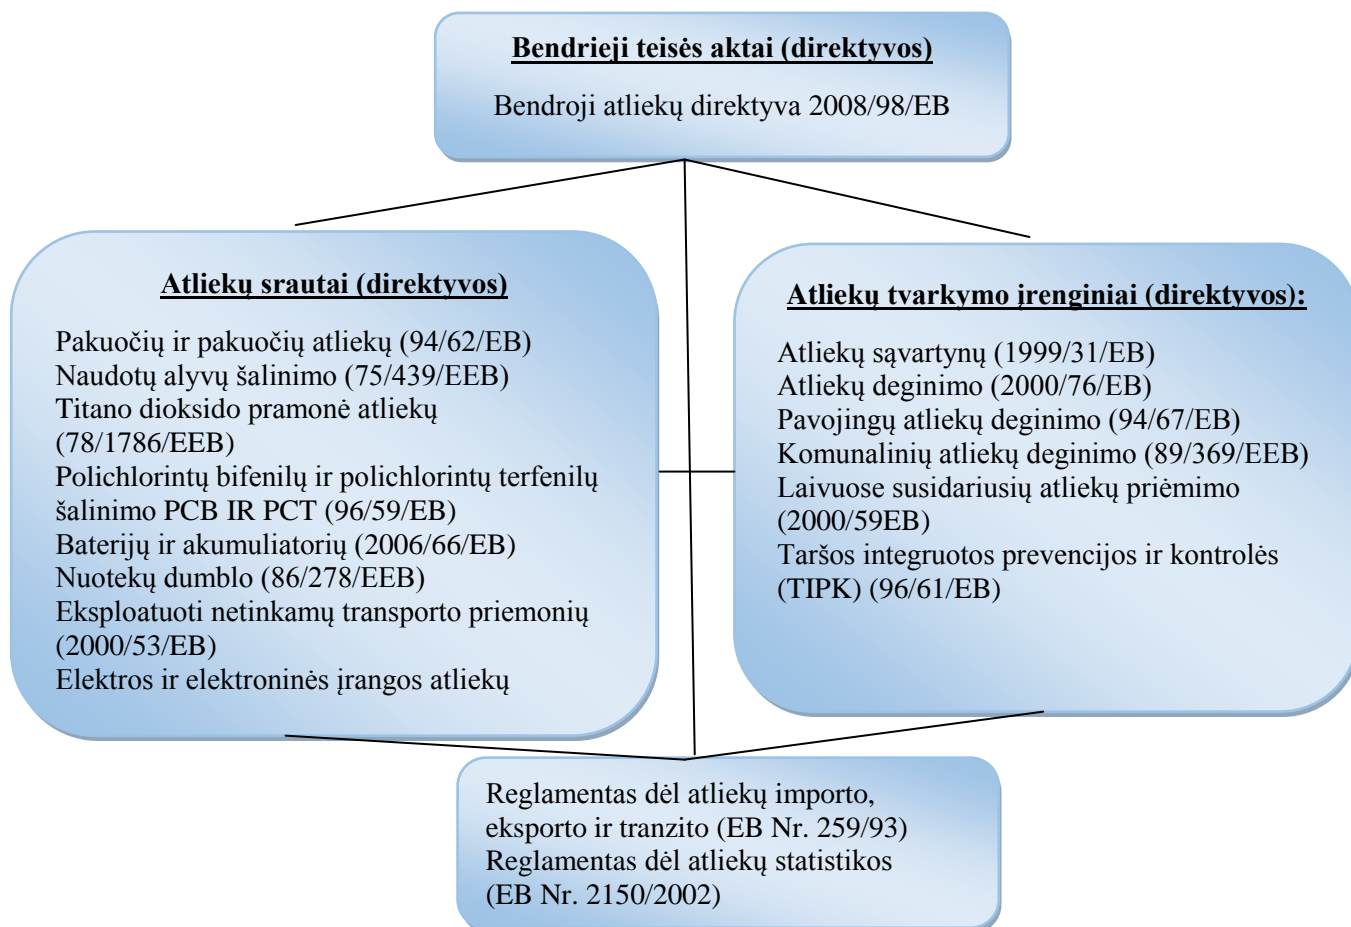 Bendrieji teisės aktai (direktyvos)
Bendroji atliekų direktyva 2008/98/EB
Atliekų srautai (direktyvos)
Pakuočių ir pakuočių atliekų (94/62/EB)
Naudotų alyvų šalinimo (75/439/EEB)
Titano dioksido pramonė atliekų
(78/1786/EEB)
Polichlorintų bifenilų ir polichlorintų terfenilų
šalinimo PCB IR PCT (96/59/EB)
Baterijų ir akumuliatorių (2006/66/EB)
Nuotekų dumblo (86/278/EEB)
Eksploatuoti netinkamų transporto priemonių
(2000/53/EB)
Elektros ir elektroninės įrangos atliekų
Atliekų tvarkymo įrenginiai (direktyvos):
Atliekų sąvartynų (1999/31/EB)
Atliekų deginimo (2000/76/EB)
Pavojingų atliekų deginimo (94/67/EB)
Komunalinių atliekų deginimo (89/369/EEB)
Laivuose susidariusių atliekų priėmimo
(2000/59EB)
Taršos integruotos prevencijos ir kontrolės
(TIPK) (96/61/EB)
Reglamentas dėl atliekų importo,
eksporto ir tranzito (EB Nr. 259/93)
Reglamentas dėl atliekų statistikos
(EB Nr. 2150/2002)